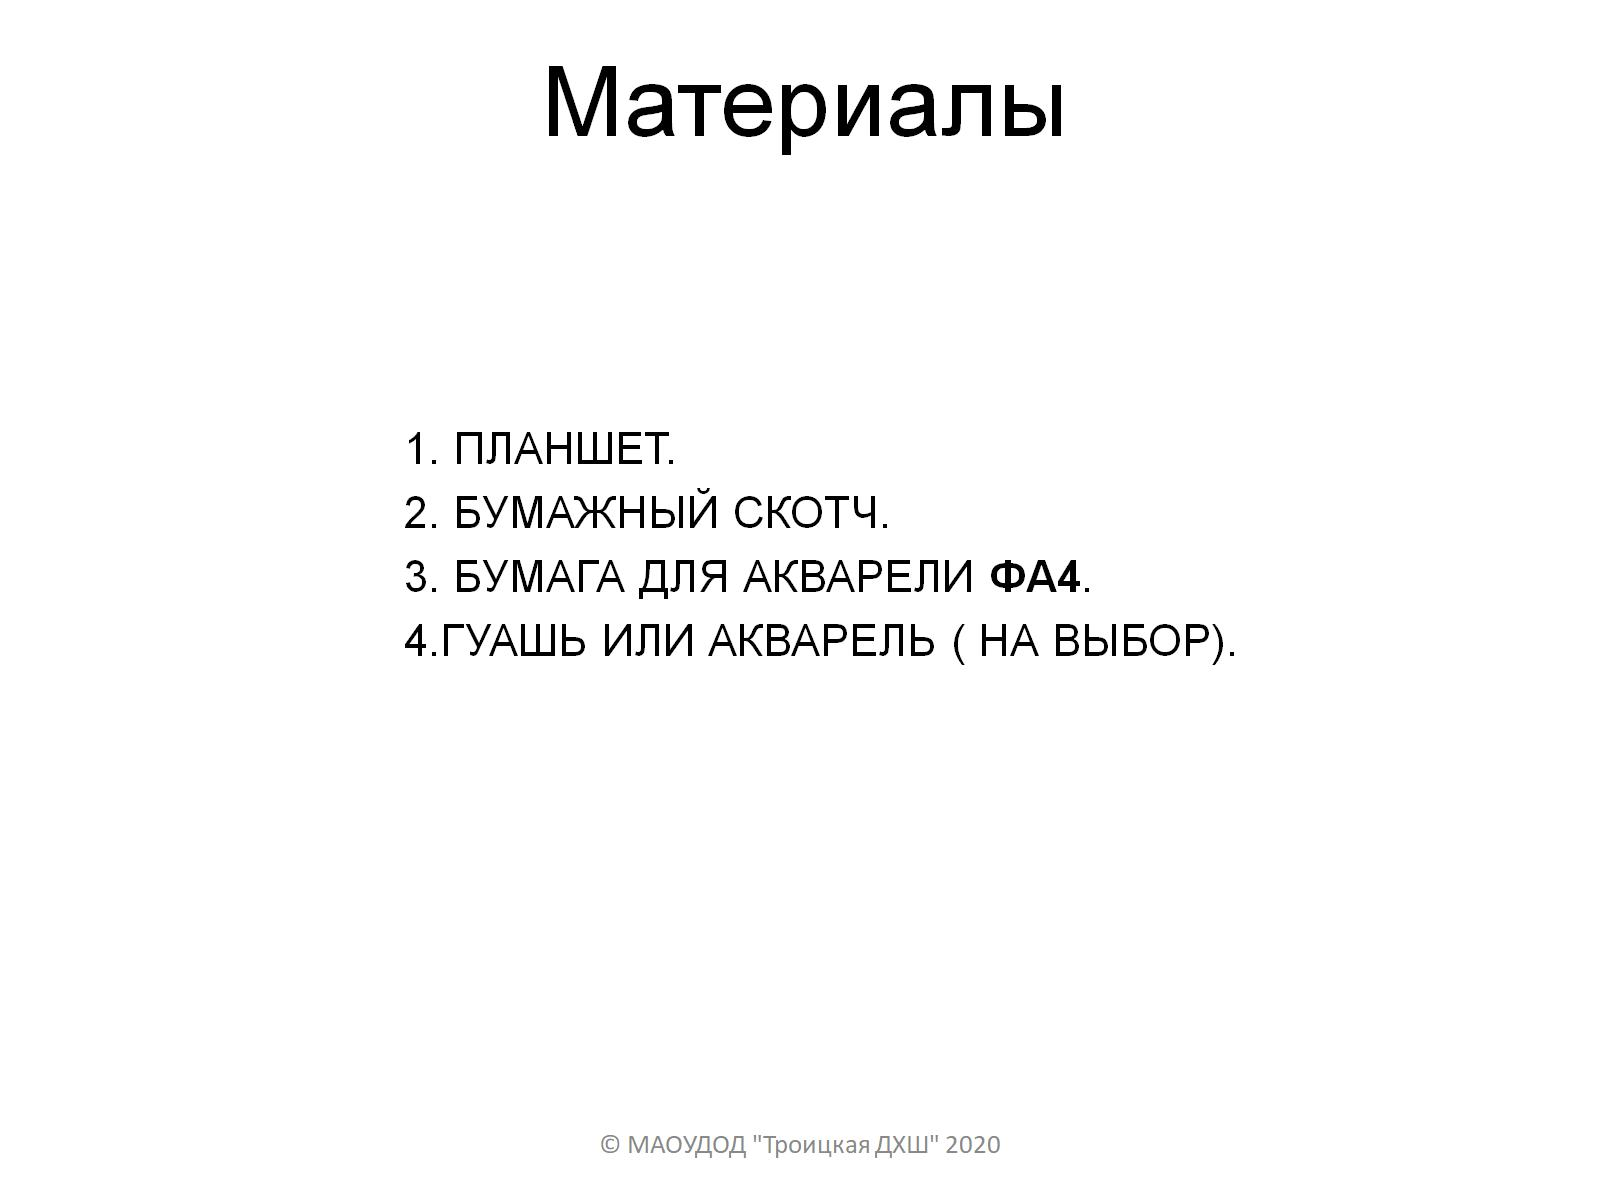 Материалы
1. ПЛАНШЕТ.
2. БУМАЖНЫЙ СКОТЧ.
3. БУМАГА ДЛЯ АКВАРЕЛИ ФА4.
4.ГУАШЬ ИЛИ АКВАРЕЛЬ ( НА ВЫБОР).
© МАОУДОД "Троицкая ДХШ" 2020